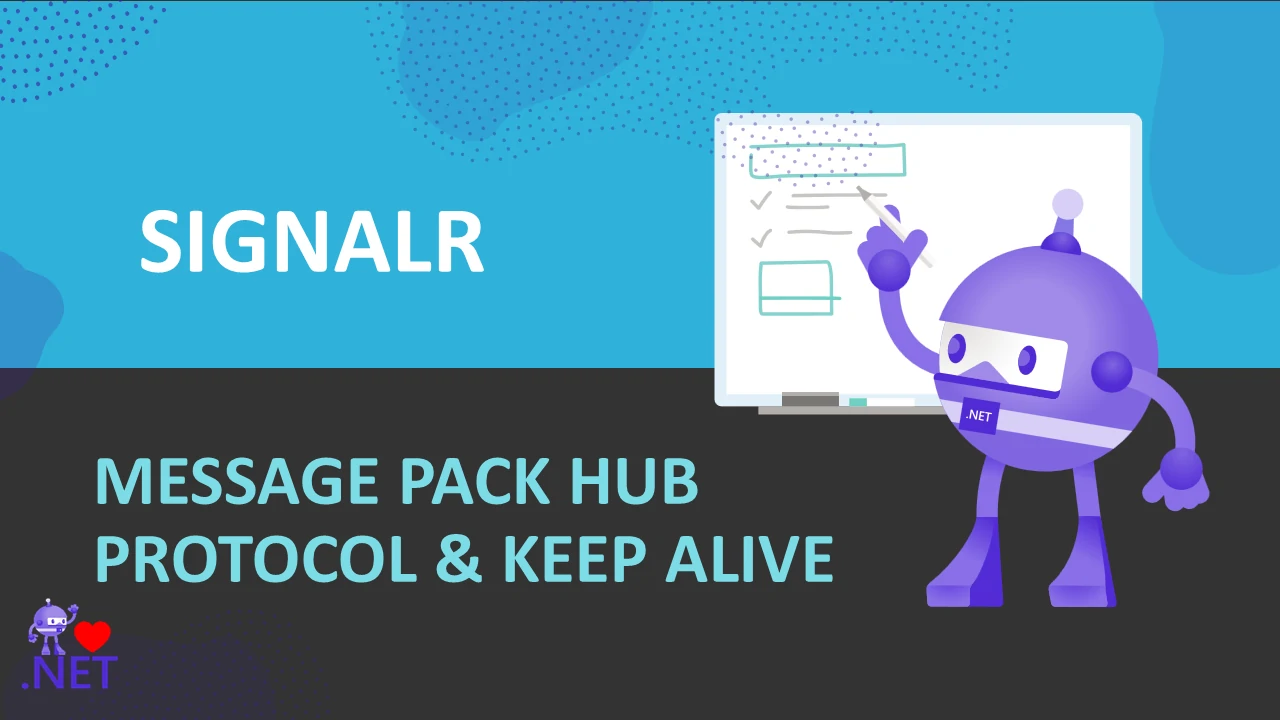 SIGNALR
.NET
MESSAGE PACK HUB
PROTOCOL & KEEP ALIVE
.NET